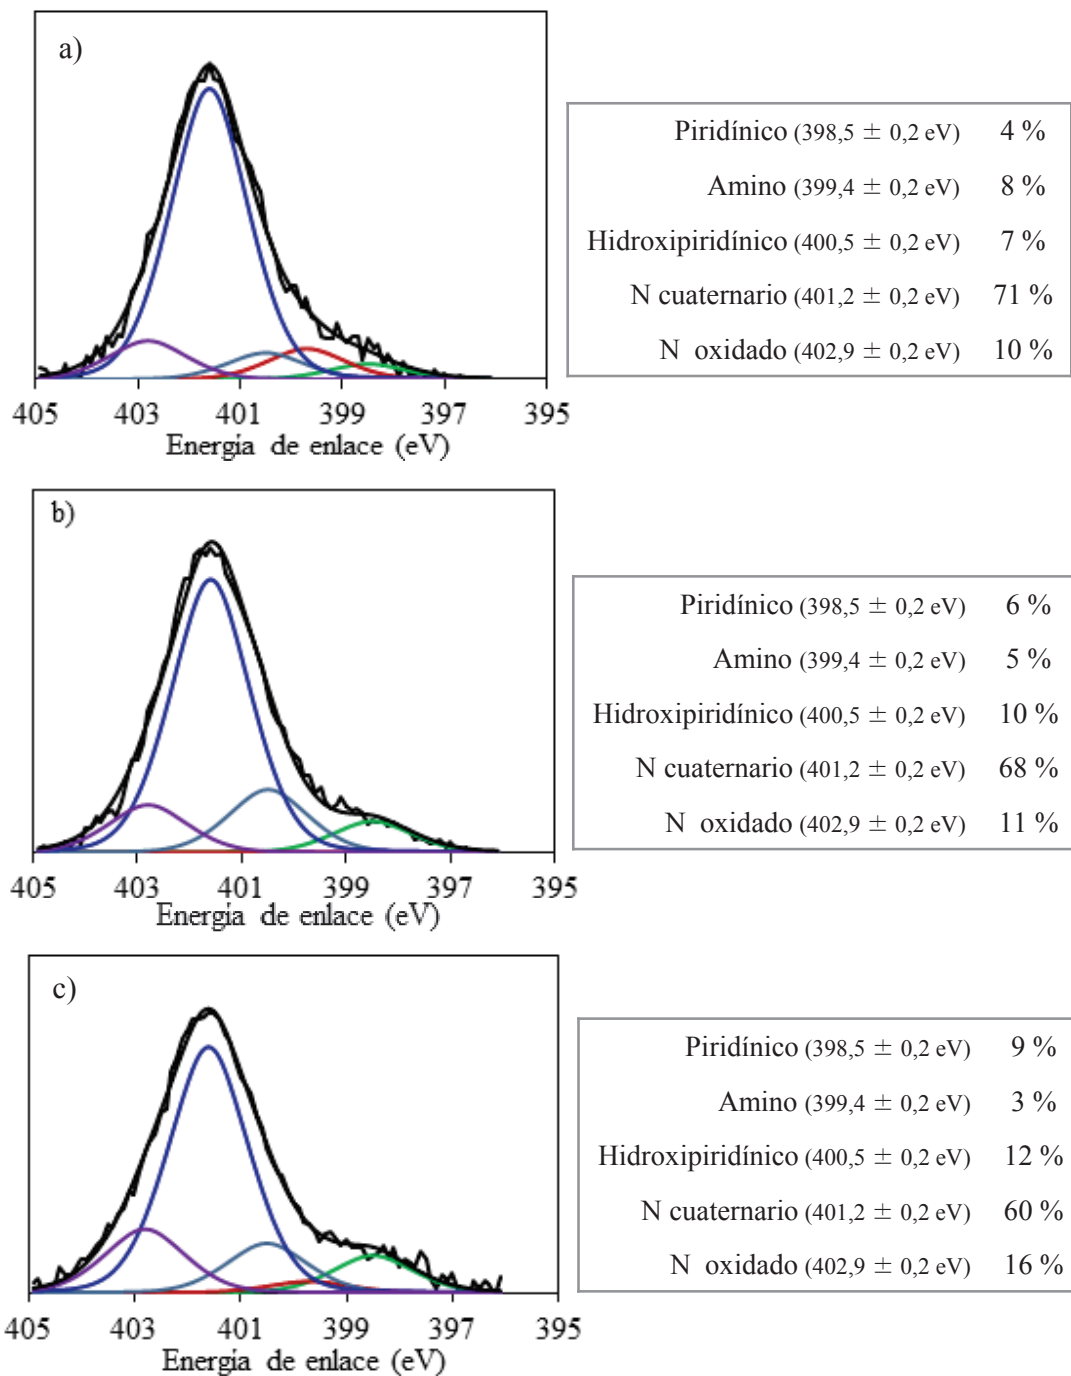 a)
Piridínico (398,5 ± 0,2 eV) 4 %
Amino (399,4 ± 0,2 eV) 8 %
Hidroxipiridínico (400,5 ± 0,2 eV) 7 %
N cuaternario (401,2 ± 0,2 eV) 71 %
N oxidado (402,9 ± 0,2 eV) 10 %
405 403 401 399 397 395
Energía de enlace (eV)
b)
Piridínico (398,5 ± 0,2 eV) 6 %
Amino (399,4 ± 0,2 eV) 5 %
Hidroxipiridínico (400,5 ± 0,2 eV) 10 %
N cuaternario (401,2 ± 0,2 eV) 68 %
N oxidado (402,9 ± 0,2 eV) 11 %
405 403 401 399 397 395
Energía de enlace (eV)
c)
Piridínico (398,5 ± 0,2 eV) 9 %
Amino (399,4 ± 0,2 eV) 3 %
Hidroxipiridínico (400,5 ± 0,2 eV) 12 %
N cuaternario (401,2 ± 0,2 eV) 60 %
N oxidado (402,9 ± 0,2 eV) 16 %
405 403 401 399 397 395
Energía de enlace (eV)